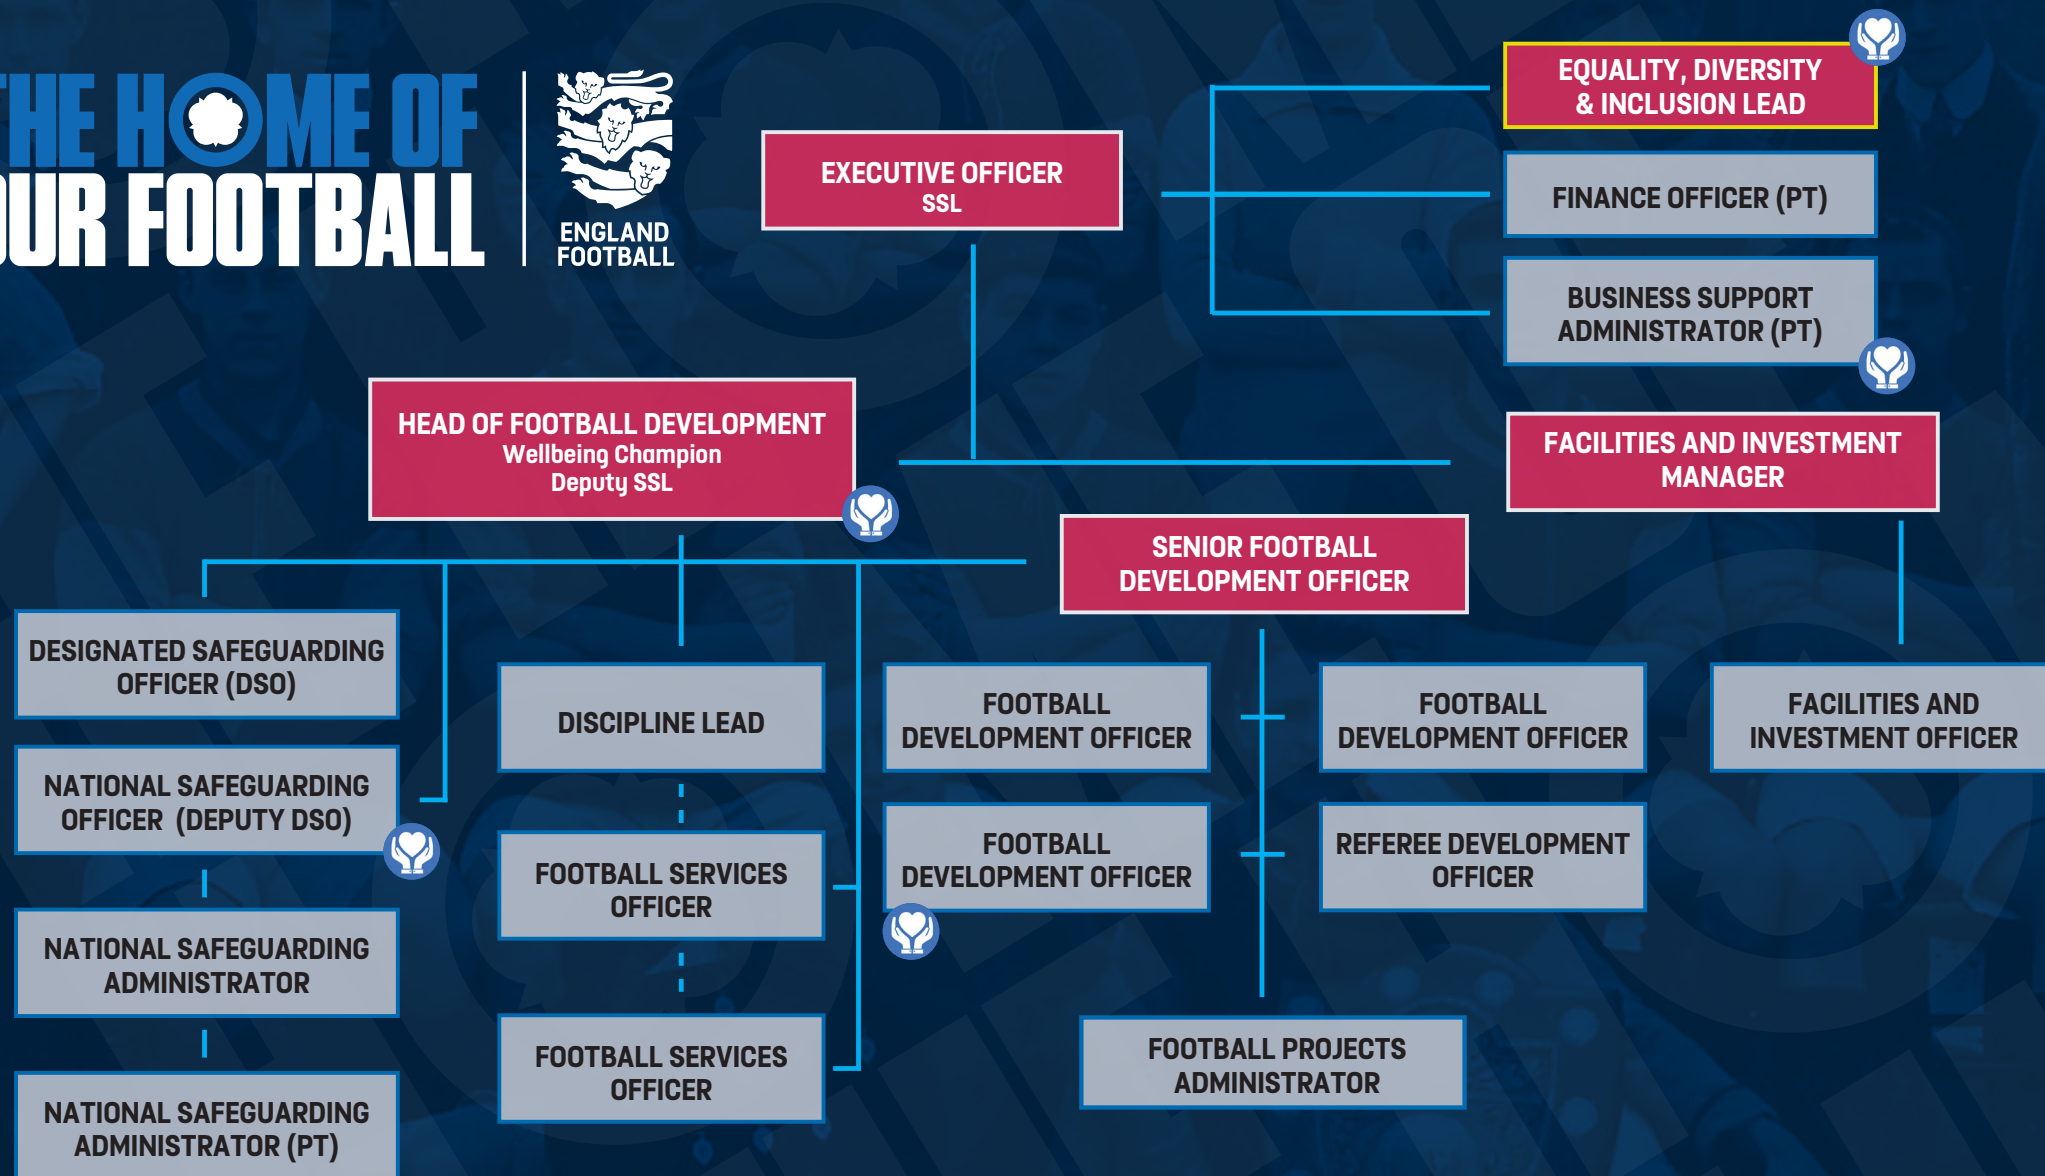 THE HOME OF
OUR FOOTBALL
ENGLAND
FOOTBALL
EXECUTIVE OFFICER
SSL
EQUALITY, DIVERSITY
& INCLUSION LEAD
FINANCE OFFICER (PT)
BUSINESS SUPPORT
ADMINISTRATOR (PT)
HEAD OF FOOTBALL DEVELOPMENT
Wellbeing Champion
Deputy SSL
FACILITIES AND INVESTMENT
MANAGER
SENIOR FOOTBALL
DEVELOPMENT OFFICER
DESIGNATED SAFEGUARDING
OFFICER (DSO)
NATIONAL SAFEGUARDING
OFFICER (DEPUTY DSO)
NATIONAL SAFEGUARDING
ADMINISTRATOR
NATIONAL SAFEGUARDING
ADMINISTRATOR (PT)
DISCIPLINE LEAD
FOOTBALL SERVICES
OFFICER
FOOTBALL SERVICES
OFFICER
FOOTBALL
DEVELOPMENT OFFICER
FOOTBALL
DEVELOPMENT OFFICER
FOOTBALL
DEVELOPMENT OFFICER
REFEREE DEVELOPMENT
OFFICER
FOOTBALL PROJECTS
ADMINISTRATOR
FACILITIES AND
INVESTMENT OFFICER